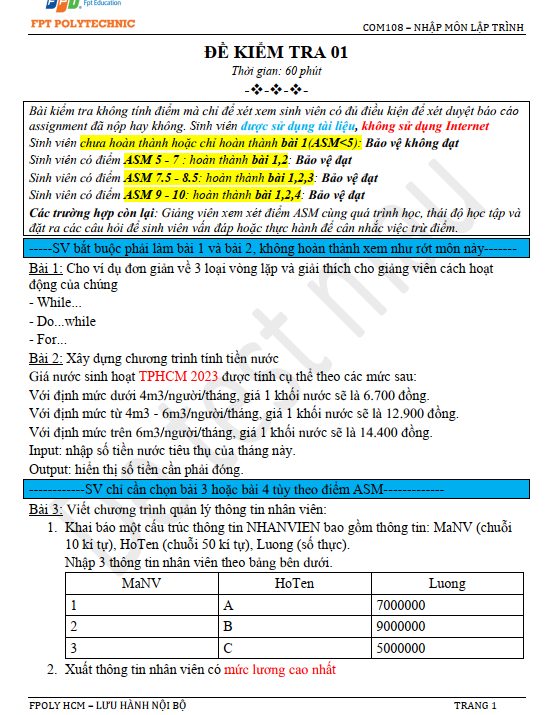 Fpt Education
FPT POLYTECHNIC
COM108 – NHẬP MÔN LẬP TRÌNH
ĐỀ KIỂM TRA 01
Thời gian: 60 phút
Bài kiểm tra không tính điểm mà chỉ để xét xem sinh viên có đủ điều kiện để xét duyệt báo cáo
assignment đã nộp hay không. Sinh viên được sử dụng tài liệu, không sử dụng Internet
Sinh viên chưa hoàn thành hoặc chỉ hoàn thành bài 1(ASM<5): Bảo vệ không đạt
Sinh viên có điểm ASM 5 - 7 : hoàn thành bài 1,2: Bảo vệ đạt
Sinh viên có điểm ASM 7.5 - 8.5: hoàn thành bài 1,2,3: Bảo vệ đạt
Sinh viên có điểm ASM 9 - 10: hoàn thành bài 1,2,4: Bảo vệ đạt
Các trường hợp còn lại: Giảng viên xem xét điểm ASM cùng quá trình học, thái độ học tập và
đặt ra các câu hỏi để sinh viên vấn đáp hoặc thực hành để cân nhắc việc trừ điểm.
-----SV bắt buộc phải làm bài 1 và bài 2, không hoàn thành xem như rớt môn này-------
Bài 1: Cho ví dụ đơn giản về 3 loại vòng lặp và giải thích cho giảng viên cách hoạt
động của chúng
- While...
- Do...while
- For...
Bài 2: Xây dựng chương trình tính tiền nước
Giá nước sinh hoạt TPHCM 2023 được tính cụ thể theo các mức sau:
Với định mức dưới 4m3/người/tháng, giá 1 khối nước sẽ là 6.700 đồng.
Với định mức từ 4m3 - 6m3/người/tháng, giá 1 khối nước sẽ là 12.900 đồng.
Với định mức trên 6m3/người/tháng, giá 1 khối nước sẽ là 14.400 đồng.
Input: nhập số tiền nước tiêu thụ của tháng này.
Output: hiển thị số tiền cần phải đóng.
------------SV chỉ cần chọn bài 3 hoặc bài 4 tùy theo điểm ASM-------------
Bài 3: Viết chương trình quản lý thông tin nhân viên:
1. Khai báo một cấu trúc thông tin NHANVIEN bao gồm thông tin: MaNV (chuỗi
10 kí tự), HoTen (chuỗi 50 kí tự), Luong (số thực).
Nhập 3 thông tin nhân viên theo bảng bên dưới.
MaNV HoTen Luong
1 A 7000000
2 B 9000000
3 C 5000000
2. Xuất thông tin nhân viên có mức lương cao nhất
FPOLY HCM – LƯU HÀNH NỘI BỘ TRANG 1